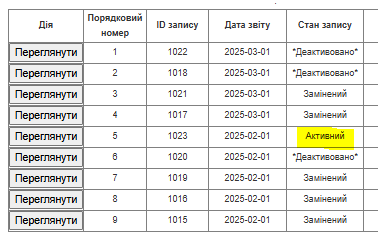 Дія Порядковий номер ID запису Дата звіту Стан запису
Переглянути 1 1022 2025-03-01 *Деактивовано*
Переглянути 2 1018 2025-03-01 *Деактивовано*
Переглянути 3 1021 2025-03-01 Замінений
Переглянути 4 1017 2025-03-01 Замінений
Переглянути 5 1023 2025-02-01 Активний
Переглянути 6 1020 2025-02-01 *Деактивовано*
Переглянути 7 1019 2025-02-01 Замінений
Переглянути 8 1016 2025-02-01 Замінений
Переглянути 9 1015 2025-02-01 Замінений